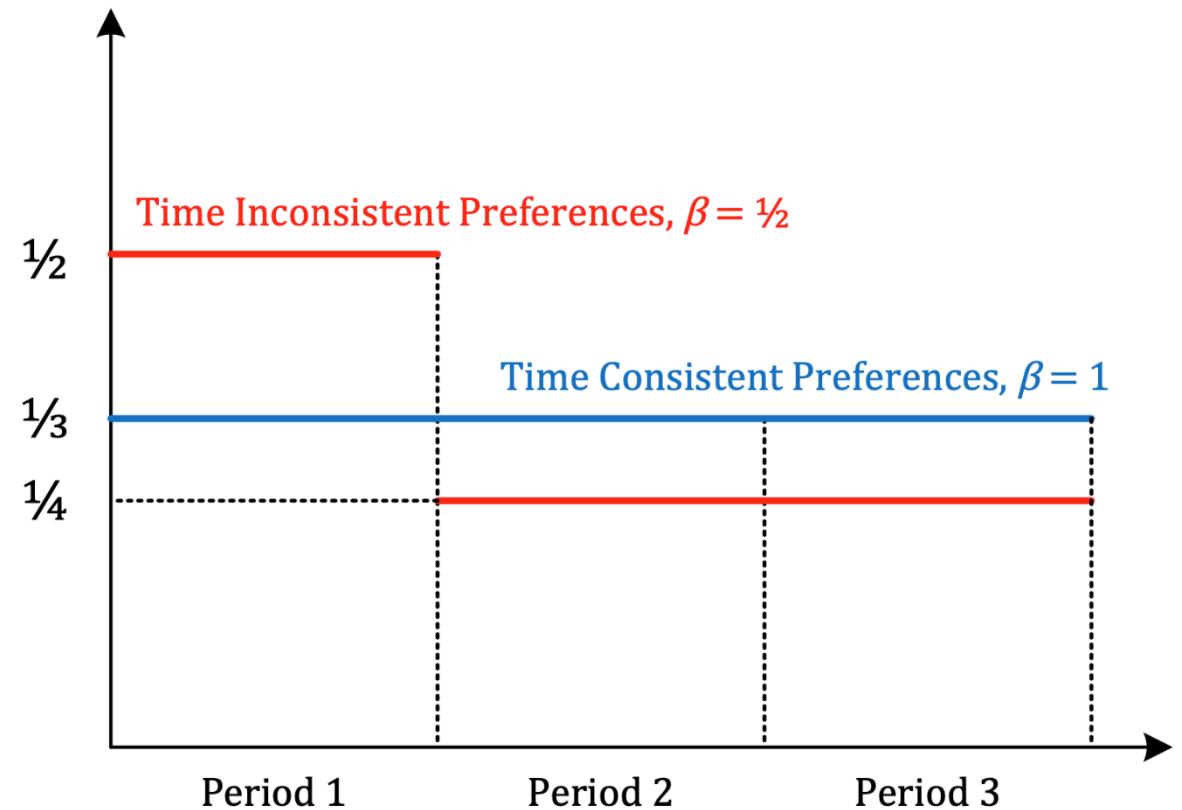 Time Inconsistent Preferences, β = ½
½
Time Consistent Preferences, β = 1
⅓
¼
Period 1 Period 2 Period 3